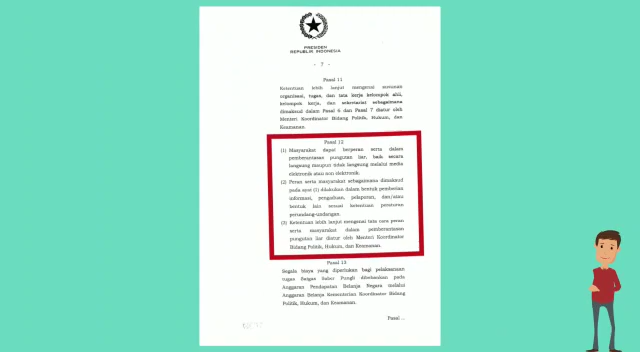 PRESIDEN
REPUBLIK INDONESIA
- 7 -
Pasal 11
Ketentuan lebih lanjut mengenai susunan
organisasi, tugas, dan tata kerja kelompok ahli,
kelompok kerja, dan sekretariat sebagaimana
dimaksud dalam Pasal 6 dan Pasal 7 diatur oleh
Menteri Koordinator Bidang Politik, Hukum, dan
Keamanan.
Pasal 12
(1) Masyarakat dapat berperan serta dalam
pemberantasan pungutan liar, baik secara
langsung maupun tidak langsung melalui media
elektronik atau non elektronik.
(2) Peran serta masyarakat sebagaimana dimaksud
pada ayat (1) dilakukan dalam bentuk pemberian
informasi, pengaduan, pelaporan, dan/atau
bentuk lain sesuai ketentuan peraturan
perundang-undangan.
(3) Ketentuan lebih lanjut mengenai tata cara peran
serta masyarakat dalam pemberantasan
pungutan liar diatur oleh Menteri Koordinator
Bidang Politik, Hukum, dan Keamanan.
Pasal 13
Segala biaya yang diperlukan bagi pelaksanaan
tugas Satgas Saber Pungli dibebankan pada
Anggaran Pendapatan Belanja Negara melalui
Anggaran Belanja Kementerian Koordinator Bidang
Politik, Hukum, dan Keamanan.
Pasal ...